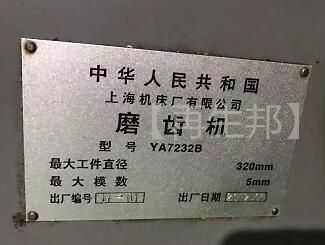 中华人民共和国
上海机床厂有限公司
磨齿机
型号 YA7232B
最大工件直径 320mm
最大模数 5mm
出厂编号 出厂日期